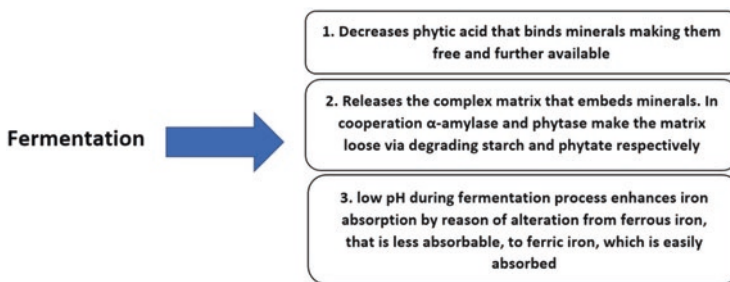 1. Decreases phytic acid that binds minerals making them
free and further available
Fermentation
2. Releases the complex matrix that embeds minerals. In
cooperation α-amylase and phytase make the matrix
loose via degrading starch and phytate respectively
3. low pH during fermentation process enhances iron
absorption by reason of alteration from ferrous iron,
that is less absorbable, to ferric iron, which is easily
absorbed